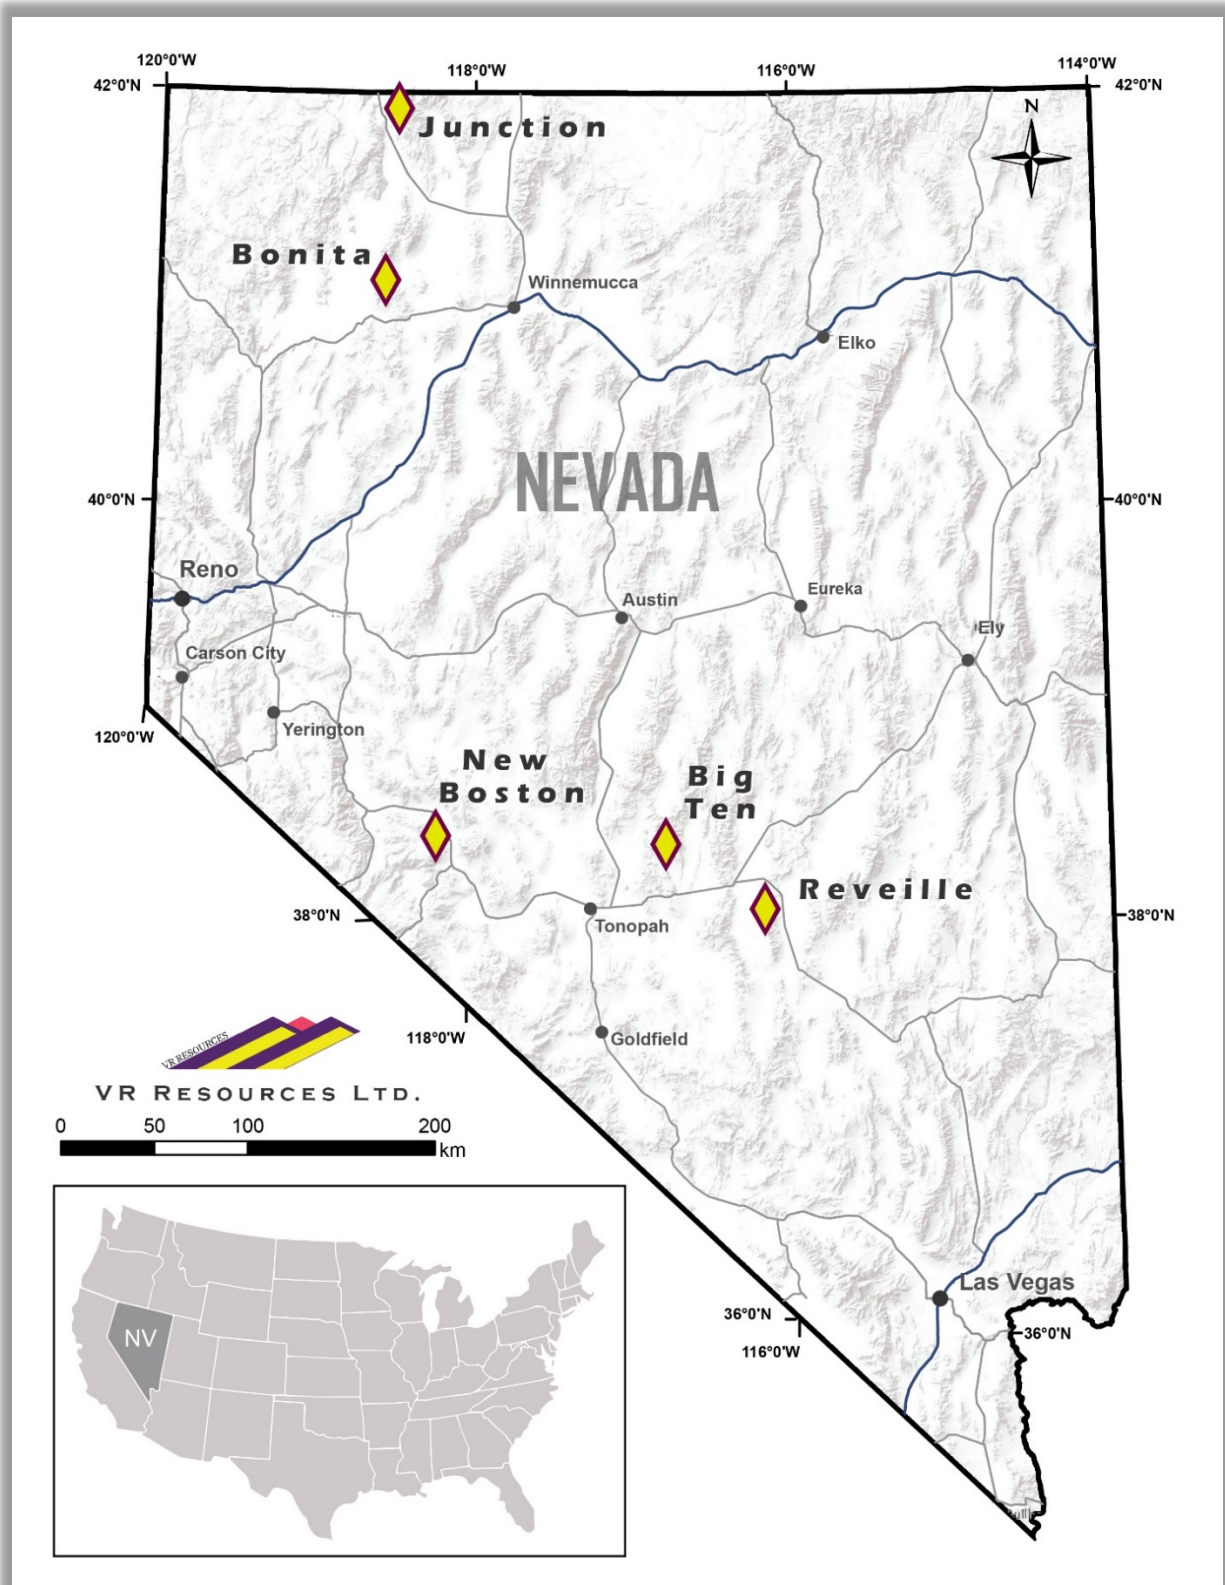 120°0'W
118°0'W
116°0'W
114°0'W
42°0'N
42°0'N
N
Junction
Bonita
Winnemucca
Elko
NEVADA
40°0'N
40°0'N
Reno
Austin
Eureka
Ely
Carson City
Yerington
120°0'W
New
Boston
Big
Ten
Reveille
38°0'N
38°0'N
Tonopah
118°0'W
Goldfield
VR RESOURCES
VR RESOURCES LTD.
0 50 100 200
km
Las Vegas
36°0'N
36°0'N
116°0'W
NV